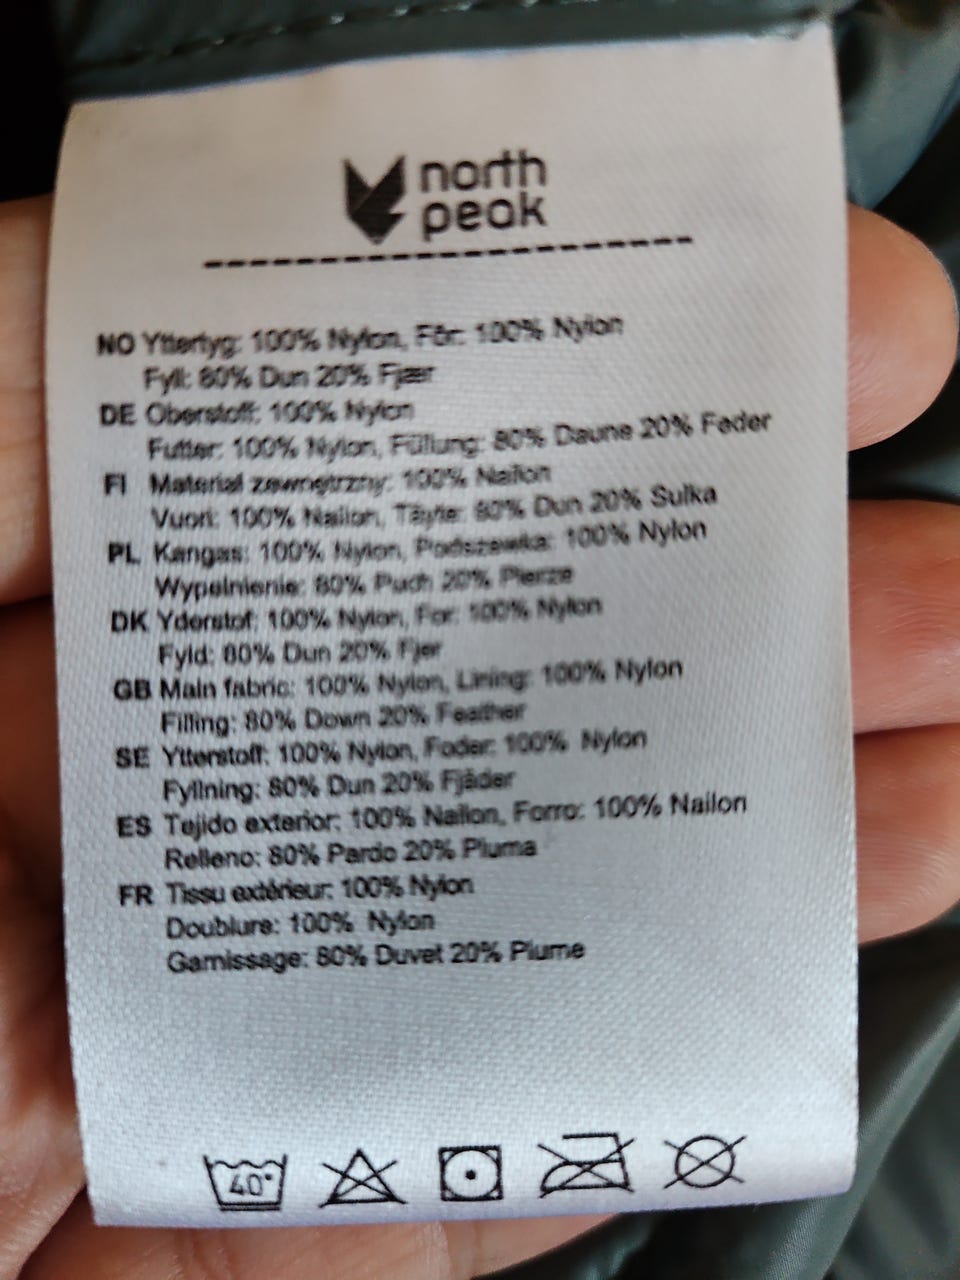 north
peak
NO Yttertyg: 100% Nylon, Fôr: 100% Nylon
Fyll: 80% Dun 20% Fjær
DE Oberstoff: 100% Nylon
Futter: 100% Nylon, Füllung: 80% Daune 20% Feder
FI Material zewnętrzny: 100% Nailon
Vuori: 100% Nailon, Täyte: 80% Dun 20% Sulka
PL Kangas: 100% Nylon, Podszewka: 100% Nylon
Wypelnienie: 80% Puch 20% Pierze
DK Yderstof: 100% Nylon, For: 100% Nylon
Fyld: 80% Dun 20% Fjer
GB Main fabric: 100% Nylon, Lining: 100% Nylon
Filling: 80% Down 20% Feather
SE Ytterstoff: 100% Nylon, Foder: 100% Nylon
Fyllning: 80% Dun 20% Fjäder
ES Tejido exterior: 100% Nailon, Forro: 100% Nailon
Relleno: 80% Pardo 20% Pluma
FR Tissu extérieur: 100% Nylon
Doublure: 100% Nylon
Garnissage: 80% Duvet 20% Plume
40°